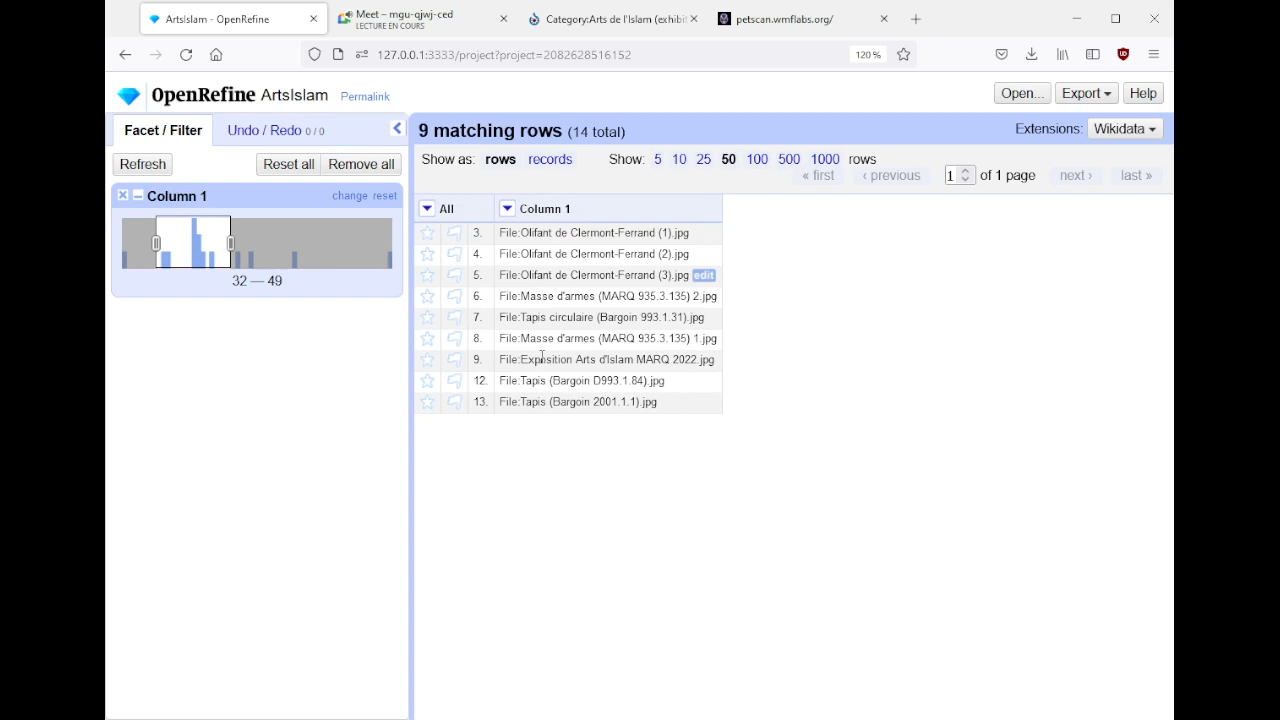 ArtsIslam - OpenRefine
Meet – mgu-qjwj-ced
LECTURE EN COURS
Category:Arts de l'Islam (exhibit
petscan.wmflabs.org/
127.0.0.1:3333/project?project=2082628516152
120 %
OpenRefine ArtsIslam Permalink
Open... Export Help
Facet / Filter Undo / Redo 0 / 0
9 matching rows (14 total)
Extensions: Wikidata
Refresh Reset all Remove all
Show as: rows records Show: 5 10 25 50 100 500 1000 rows
« first ‹ previous 1 of 1 page next › last »
Column 1 change reset
32 — 49
All Column 1
3. File:Olifant de Clermont-Ferrand (1).jpg
4. File:Olifant de Clermont-Ferrand (2).jpg
5. File:Olifant de Clermont-Ferrand (3).jpg edit
6. File:Masse d'armes (MARQ 935.3.135) 2.jpg
7. File:Tapis circulaire (Bargoin 993.1.31).jpg
8. File:Masse d'armes (MARQ 935.3.135) 1.jpg
9. File:Exposition Arts d'Islam MARQ 2022.jpg
12. File:Tapis (Bargoin D993.1.84).jpg
13. File:Tapis (Bargoin 2001.1.1).jpg